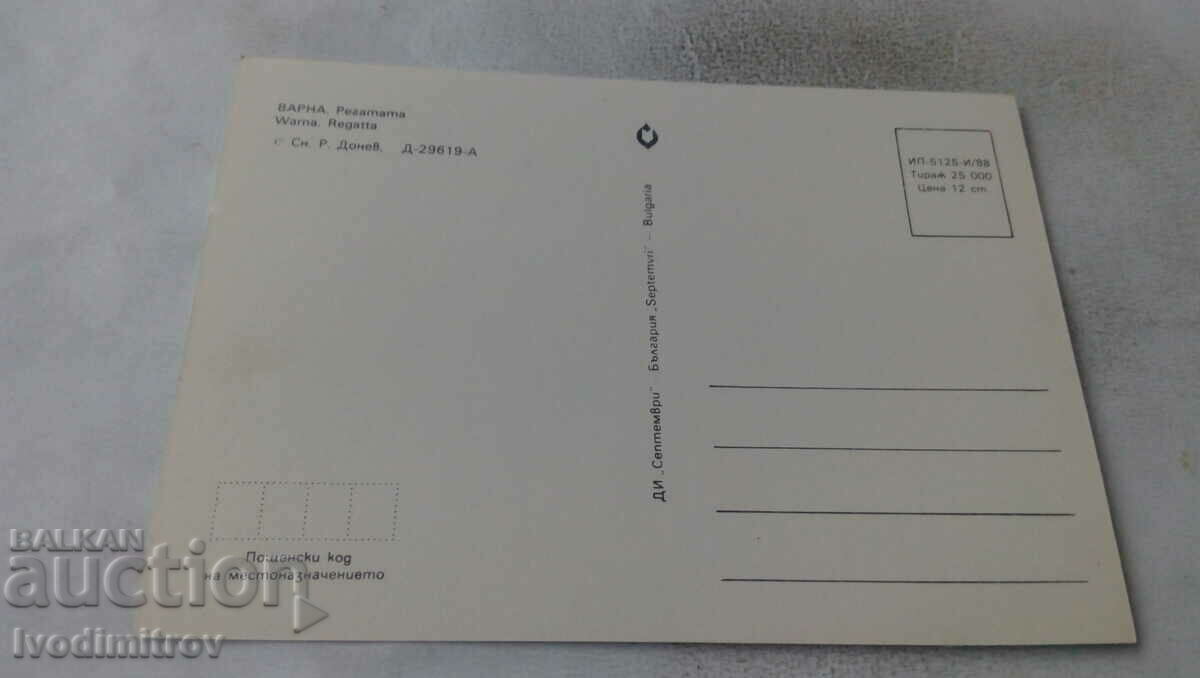 ВАРНА. Регатата
Warna. Regatta
© Сн. Р. Донев, Д-29619-А
ДИ „Септември" България „Septemvri" — Bulgaria
ИП-5125-И/88
Тираж 25 000
Цена 12 ст.
Пощенски код
на местоназначението
BALKAN
auction
Ivodimitrov